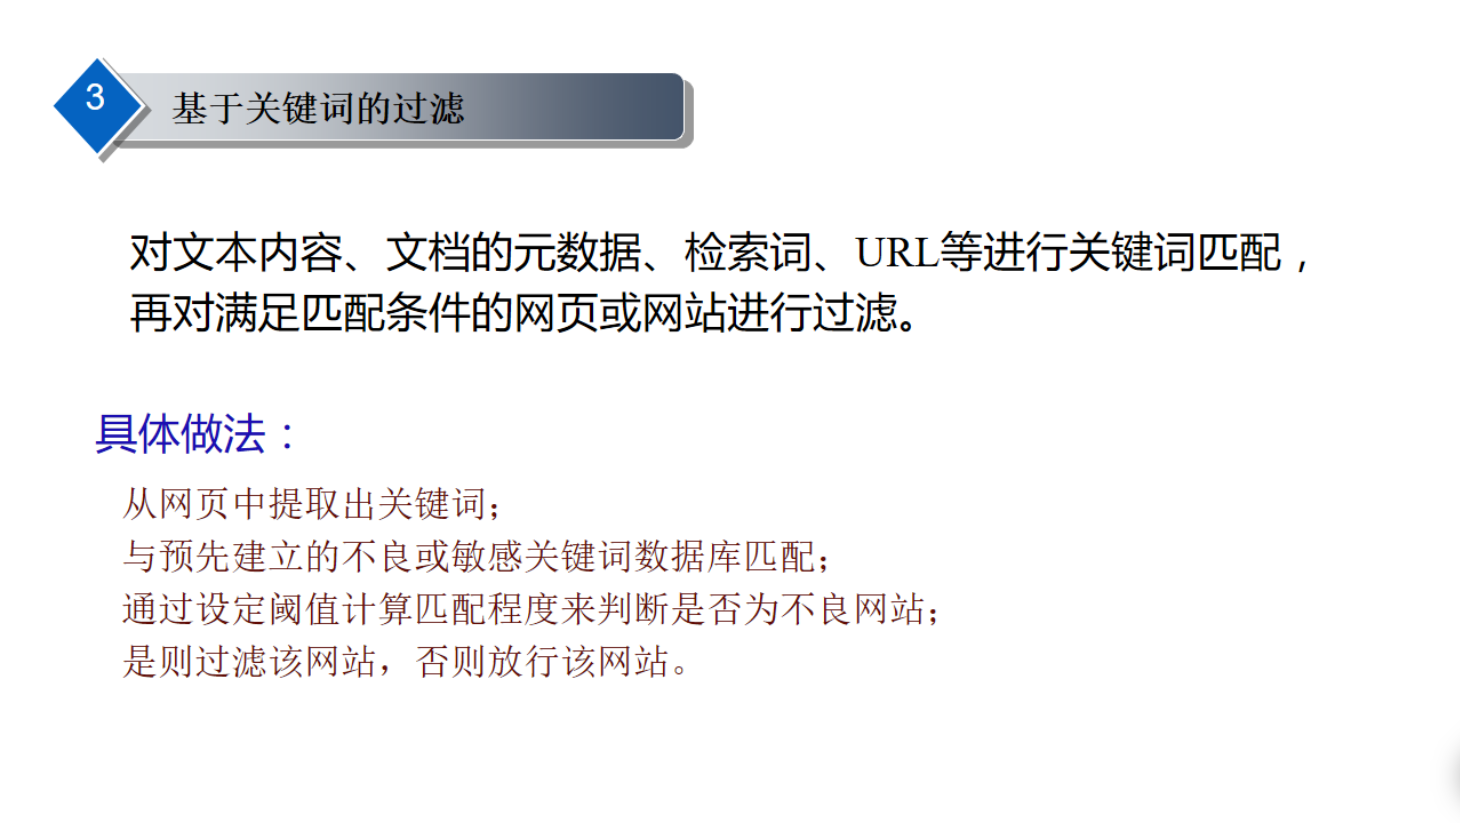 3
基于关键词的过滤
对文本内容、文档的元数据、检索词、URL等进行关键词匹配，
再对满足匹配条件的网页或网站进行过滤。
具体做法：
从网页中提取出关键词；
与预先建立的不良或敏感关键词数据库匹配；
通过设定阈值计算匹配程度来判断是否为不良网站；
是则过滤该网站，否则放行该网站。